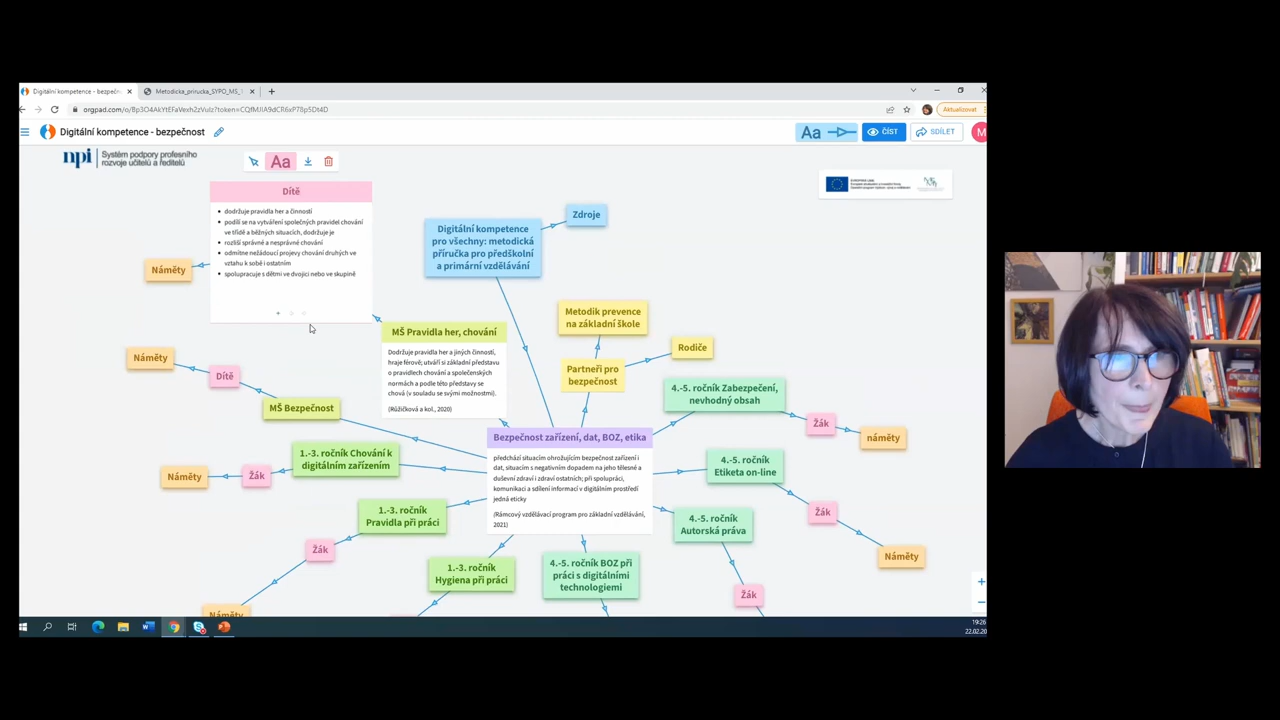 Digitální kompetence - bezpečn
Metodicka_prirucka_SYPO_MS_
orgpad.com/o/Bp3O4AkYtEFaVexh2zVulz?token=CQfMJIA9dCR6xP78p5Dt4D
Aktualizovat
Digitální kompetence - bezpečnost
Aa
ČÍST
SDÍLET
M
npi
Systém podpory profesního
rozvoje učitelů a ředitelů
Aa
Dítě
dodržuje pravidla her a činností
podílí se na vytváření společných pravidel chování
ve třídě a běžných situacích, dodržuje je
rozliší správné a nesprávné chování
odmítne nežádoucí projevy chování druhých ve
vztahu k sobě i ostatním
spolupracuje s dětmi ve dvojici nebo ve skupině
Námety
Digitální kompetence
pro všechny: metodická
příručka pro předškolní
a primární vzdělávání
Zdroje
Metodik prevence
na základní škole
Rodiče
Partneři pro
bezpečnost
MŠ Pravidla her, chování
Dodržuje pravidla her a jiných činností,
hraje férově; utváří si základní představu
o pravidlech chování a společenských
normách a podle této představy se
chová (v souladu se svými možnostmi).
(Růžičková a kol., 2020)
Náměty
Dítě
MŠ Bezpečnost
4.-5. ročník Zabezpečení,
nevhodný obsah
Žák
náměty
Bezpečnost zařízení, dat, BOZ, etika
předchází situacím ohrožujícím bezpečnost zařízení i
dat, situacím s negativním dopadem na jeho tělesné a
duševní zdraví i zdraví ostatních; při spolupráci,
komunikaci a sdílení informací v digitálním prostředí
jedná eticky
(Rámcový vzdělávací program pro základní vzdělávání,
2021)
1.-3. ročník Chování k
digitálním zařízením
Žák
Náměty
4.-5. ročník
Etiketa on-line
Žák
Náměty
1.-3. ročník
Pravidla při práci
Žák
Náměty
4.-5. ročník
Autorská práva
Žák
1.-3. ročník
Hygiena při práci
4.-5. ročník BOZ při
práci s digitálními
technologiemi
19:26
22.02.20